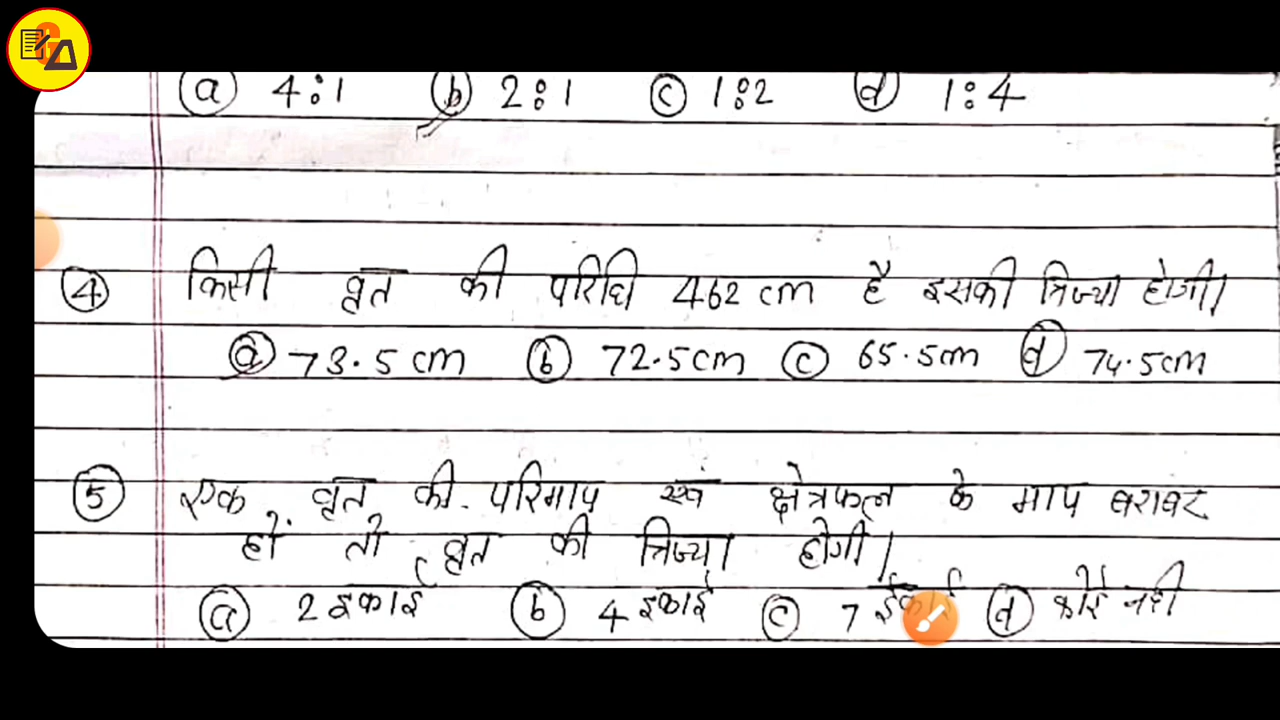 ⓐ 4:1 ⓑ 2:1 ⓒ 1:2 ⓓ 1:4
④ किसी वृत की परिधि 462 cm है इसकी त्रिज्या होगी।
ⓐ 73.5 cm ⓑ 72.5cm ⓒ 65.5cm ⓓ 74.5cm
⑤ एक वृत की परिमाप एवं क्षेत्रफल के माप बराबर
हो तो वृत की त्रिज्या होगी।
ⓐ 2 इकाई ⓑ 4 इकाई ⓒ 7 ईकाई ⓓ कोई नही